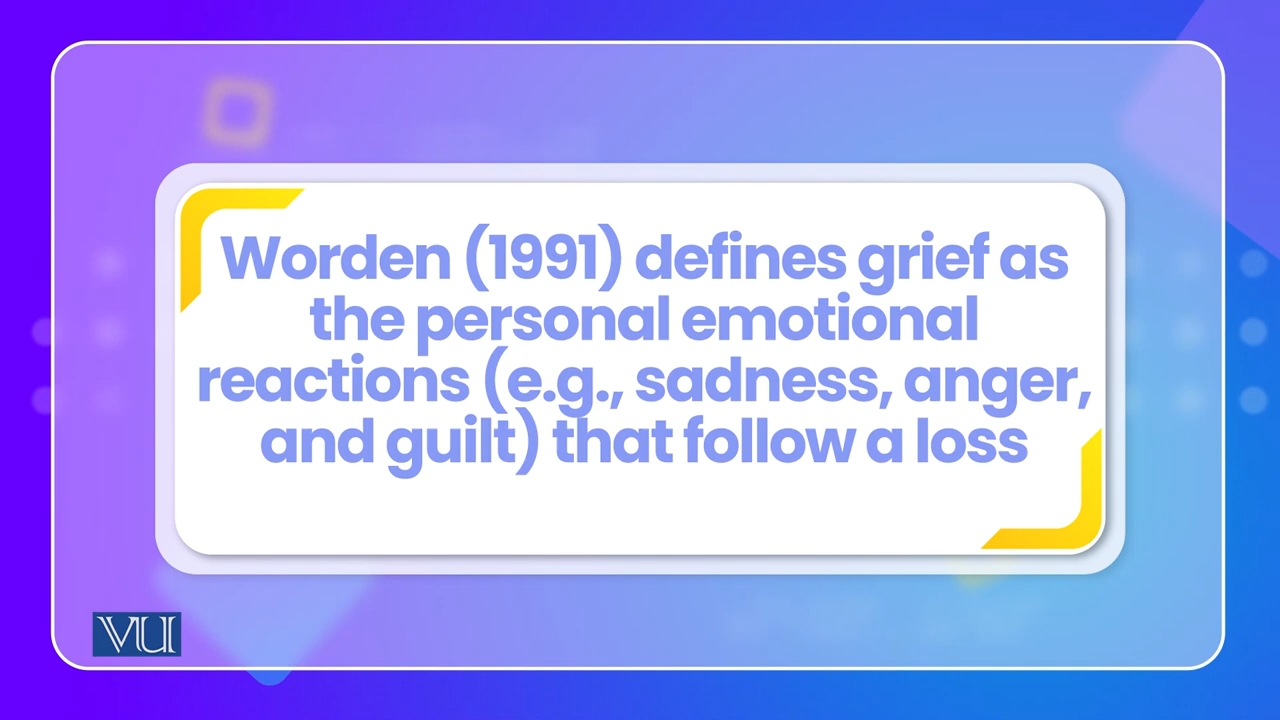 Worden (1991) defines grief as
the personal emotional
reactions (e.g., sadness, anger,
and guilt) that follow a loss
VU